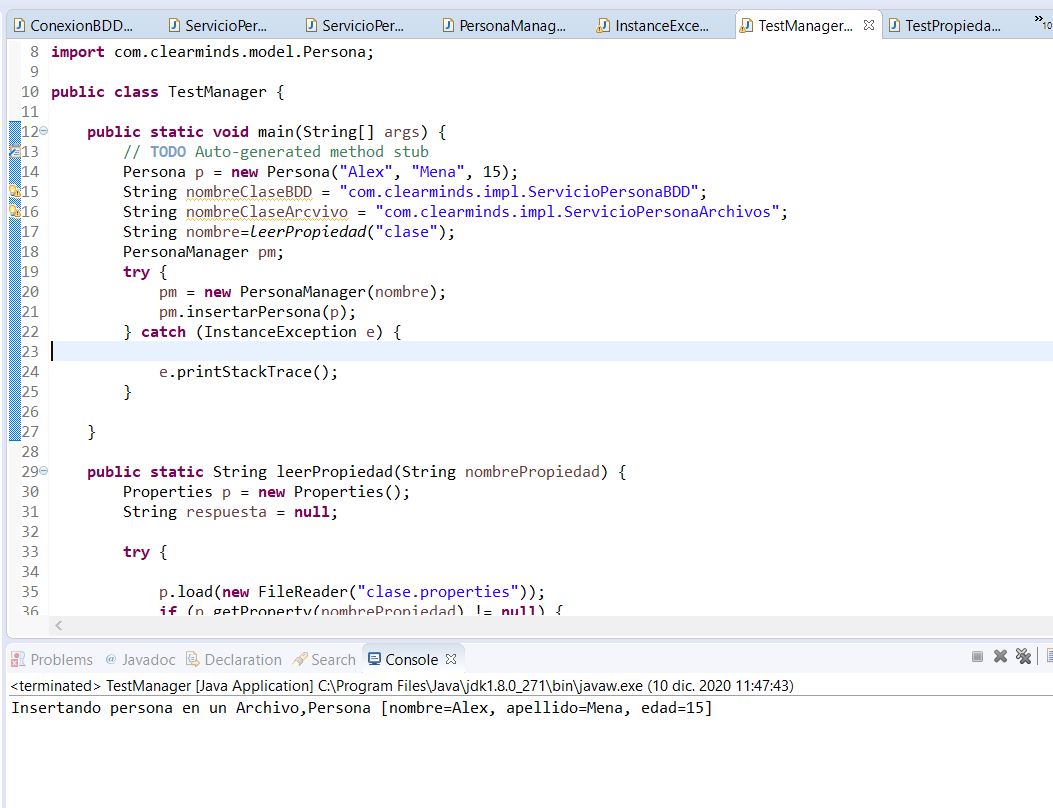 ConexionBDD... ServicioPer... ServicioPer... PersonaManag... InstanceExce... TestManager... TestPropieda... »10
8 import com.clearminds.model.Persona;
9
10 public class TestManager {
11
12 public static void main(String[] args) {
13 // TODO Auto-generated method stub
14 Persona p = new Persona("Alex", "Mena", 15);
15 String nombreClaseBDD = "com.clearminds.impl.ServicioPersonaBDD";
16 String nombreClaseArcvivo = "com.clearminds.impl.ServicioPersonaArchivos";
17 String nombre=leerPropiedad("clase");
18 PersonaManager pm;
19 try {
20 pm = new PersonaManager(nombre);
21 pm.insertarPersona(p);
22 } catch (InstanceException e) {
23
24 e.printStackTrace();
25 }
26
27 }
28
29 public static String leerPropiedad(String nombrePropiedad) {
30 Properties p = new Properties();
31 String respuesta = null;
32
33 try {
34
35 p.load(new FileReader("clase.properties"));
36 if (p.getProperty(nombrePropiedad) != null) {
Problems @ Javadoc Declaration Search Console
<terminated> TestManager [Java Application] C:\Program Files\Java\jdk1.8.0_271\bin\javaw.exe (10 dic. 2020 11:47:43)
Insertando persona en un Archivo,Persona [nombre=Alex, apellido=Mena, edad=15]